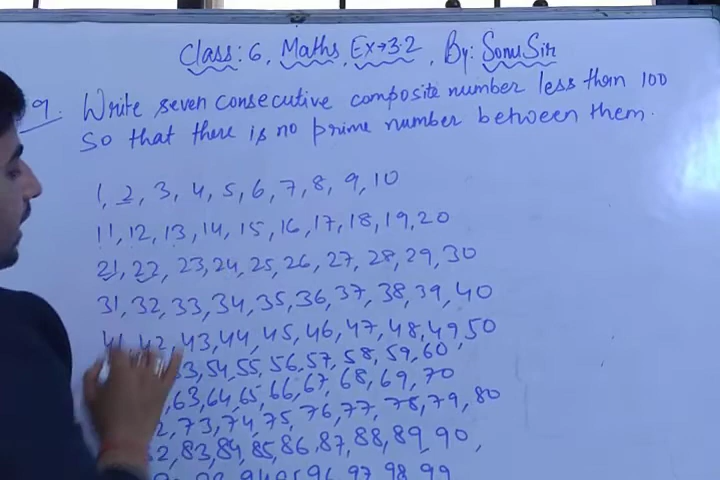 Class: 6, Maths, Ex→3.2, By: Sonu Sir
9. Write seven consecutive composite number less than 100
so that there is no prime number between them.
1, 2, 3, 4, 5, 6, 7, 8, 9, 10
11, 12, 13, 14, 15, 16, 17, 18, 19, 20
21, 22, 23, 24, 25, 26, 27, 28, 29, 30
31, 32, 33, 34, 35, 36, 37, 38, 39, 40
41, 42, 43, 44, 45, 46, 47, 48, 49, 50
53, 54, 55, 56, 57, 58, 59, 60,
, 63, 64, 65, 66, 67, 68, 69, 70
2, 73, 74, 75, 76, 77, 78, 79, 80
82, 83, 84, 85, 86, 87, 88, 89, 90,
94, 95, 96, 97, 98, 99